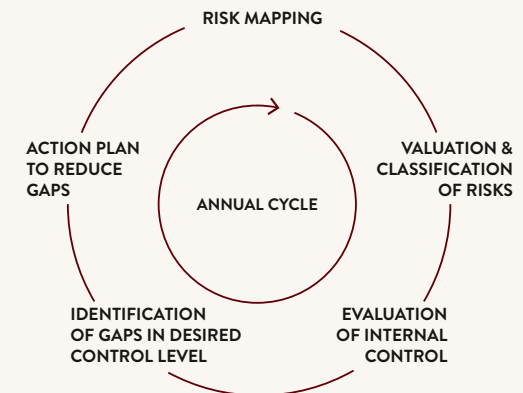 RISK MAPPING
VALUATION &
CLASSIFICATION
OF RISKS
EVALUATION
OF INTERNAL
CONTROL
IDENTIFICATION
OF GAPS IN DESIRED
CONTROL LEVEL
ACTION PLAN
TO REDUCE
GAPS
ANNUAL CYCLE